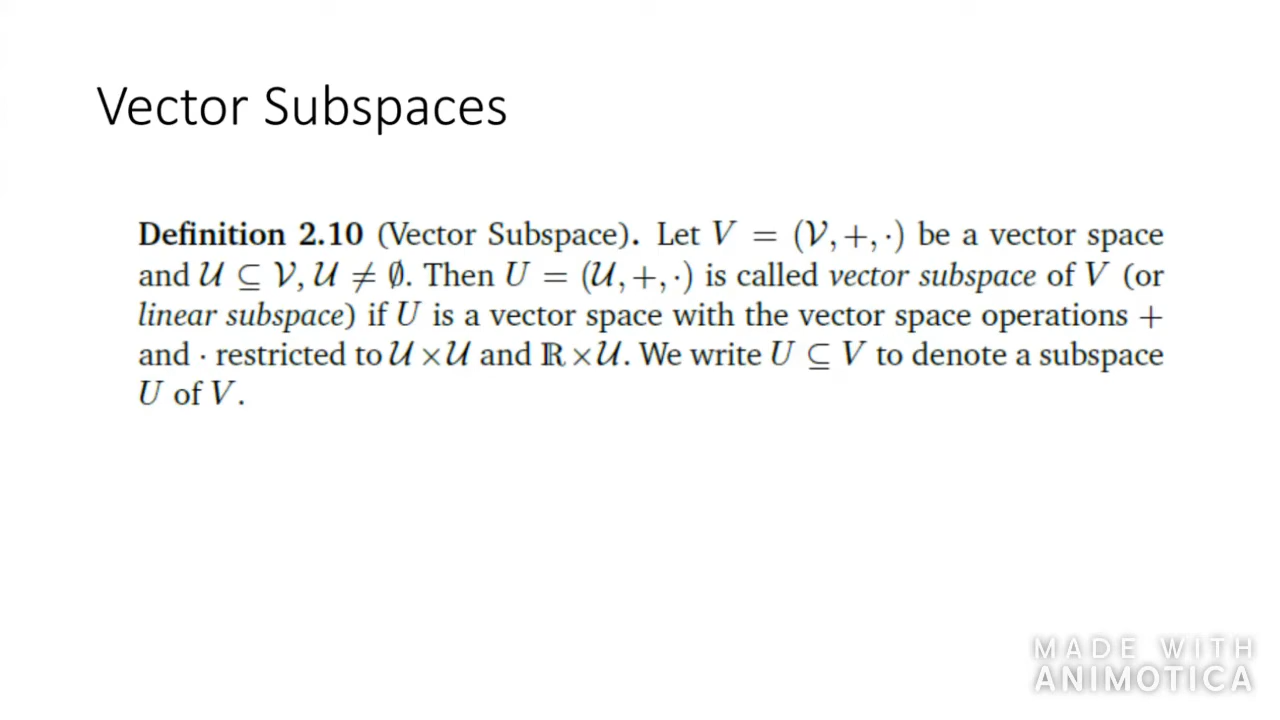 Vector Subspaces
Definition 2.10 (Vector Subspace). Let V = (𝒱, +, ·) be a vector space
and 𝒰 ⊆ 𝒱, 𝒰 ≠ ∅. Then U = (𝒰, +, ·) is called vector subspace of V (or
linear subspace) if U is a vector space with the vector space operations +
and · restricted to 𝒰 × 𝒰 and ℝ × 𝒰. We write U ⊆ V to denote a subspace
U of V.
MADE WITH
ANIMOTICA